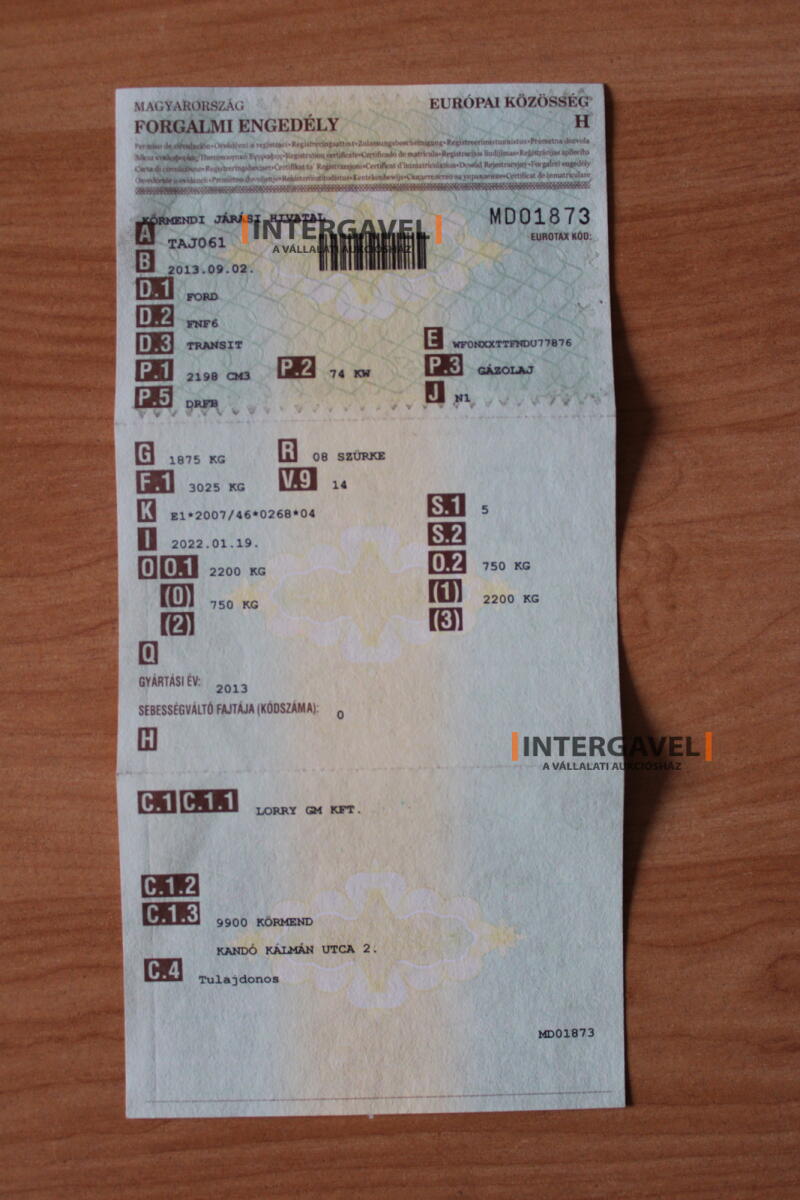 MAGYARORSZÁG EURÓPAI KÖZÖSSÉG
FORGALMI ENGEDÉLY H
KÖRMENDI JÁRÁSI HIVATAL MD01873
INTERGAVEL
A VÁLLALATI AUKCIÓSHÁZ
EUROTAX KÓD:
A TAJ061
B 2013.09.02.
D.1 FORD
D.2 FNF6
D.3 TRANSIT E WF0NXXTTFNDU77876
P.1 2198 CM3 P.2 74 KW P.3 GÁZOLAJ
P.5 DRFB J N1
G 1875 KG R 08 SZÜRKE
F.1 3025 KG V.9 14
K E1*2007/46*0268*04 S.1 5
I 2022.01.19. S.2
O O.1 2200 KG O.2 750 KG
(0) 750 KG (1) 2200 KG
(2) (3)
Q
GYÁRTÁSI ÉV: 2013
SEBESSÉGVÁLTÓ FAJTÁJA (KÓDSZÁMA): 0
H
INTERGAVEL
A VÁLLALATI AUKCIÓSHÁZ
C.1 C.1.1 LORRY GM KFT.
C.1.2
C.1.3 9900 KÖRMEND
KANDÓ KÁLMÁN UTCA 2.
C.4 Tulajdonos
MD01873